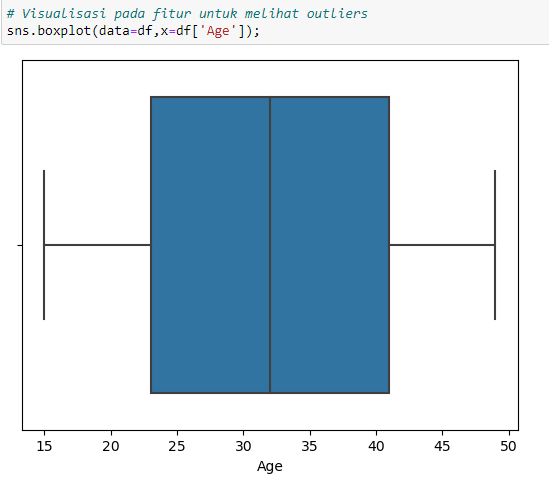 # Visualisasi pada fitur untuk melihat outliers
sns.boxplot(data=df,x=df['Age']);
15 20 25 30 35 40 45 50
Age